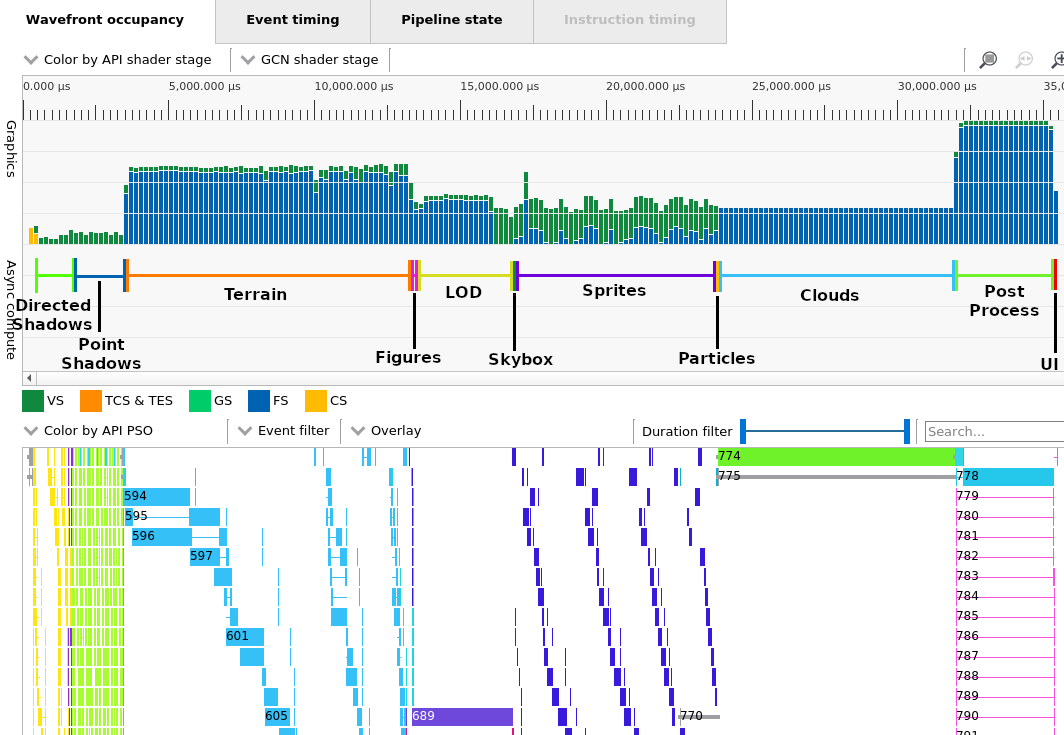 Wavefront occupancy
Event timing
Pipeline state
Instruction timing
Color by API shader stage
GCN shader stage
0.000 µs
5,000.000 µs
10,000.000 µs
15,000.000 µs
20,000.000 µs
25,000.000 µs
30,000.000 µs
35,0
Graphics
Async compute
Directed
Shadows
Point
Shadows
Terrain
Figures
LOD
Skybox
Sprites
Particles
Clouds
Post
Process
UI
VS
TCS & TES
GS
FS
CS
Color by API PSO
Event filter
Overlay
Duration filter
Search...
774
775
778
594
779
595
780
596
781
597
782
783
784
785
601
786
787
788
789
605
689
770
790
791